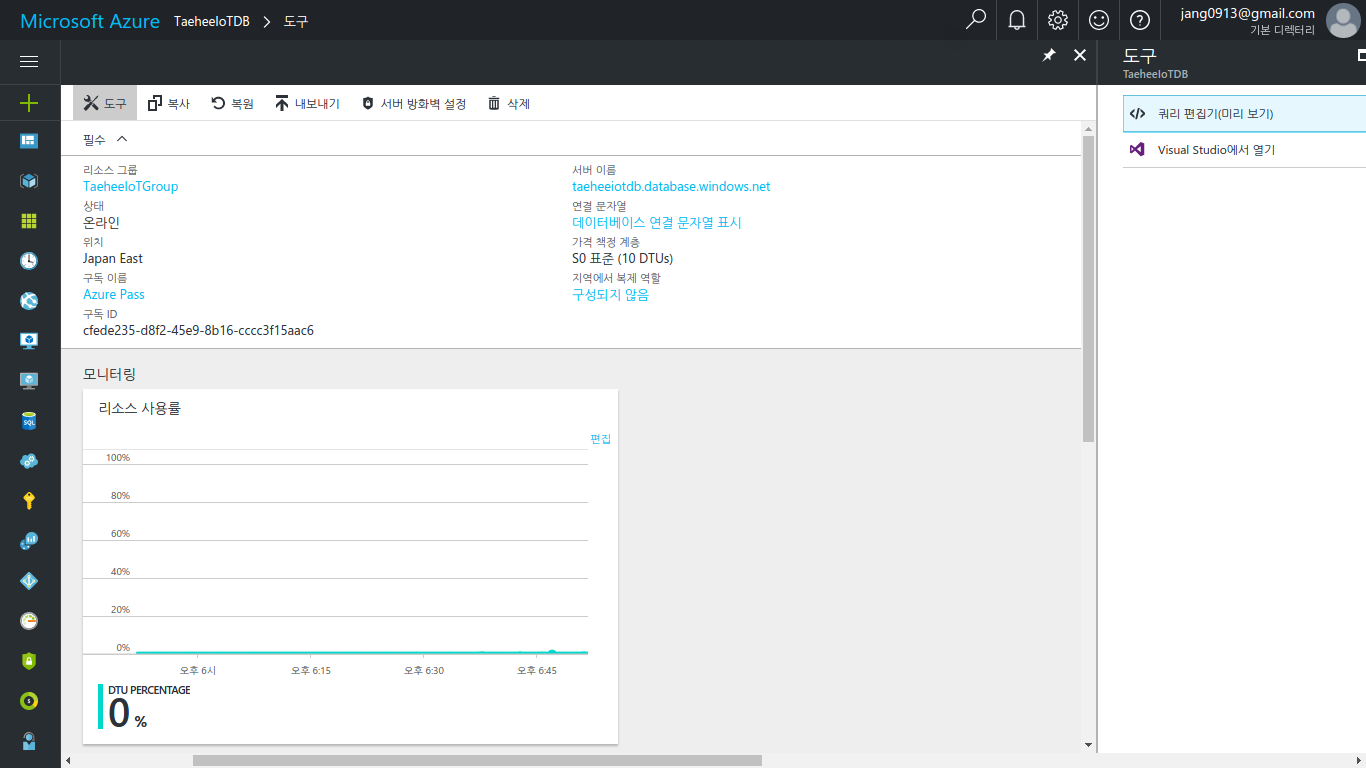 Microsoft Azure TaeheeIoTDB > 도구
jang0913@gmail.com
기본 디렉터리
도구 복사 복원 내보내기 서버 방화벽 설정 삭제
필수
리소스 그룹
TaeheeIoTGroup
상태
온라인
위치
Japan East
구독 이름
Azure Pass
구독 ID
cfede235-d8f2-45e9-8b16-cccc3f15aac6
서버 이름
taeheeiotdb.database.windows.net
연결 문자열
데이터베이스 연결 문자열 표시
가격 책정 계층
S0 표준 (10 DTUs)
지역에서 복제 역할
구성되지 않음
모니터링
리소스 사용률
편집
100%
80%
60%
40%
20%
0%
오후 6시 오후 6:15 오후 6:30 오후 6:45
DTU PERCENTAGE
0 %
도구
TaeheeIoTDB
쿼리 편집기(미리 보기)
Visual Studio에서 열기
SQL